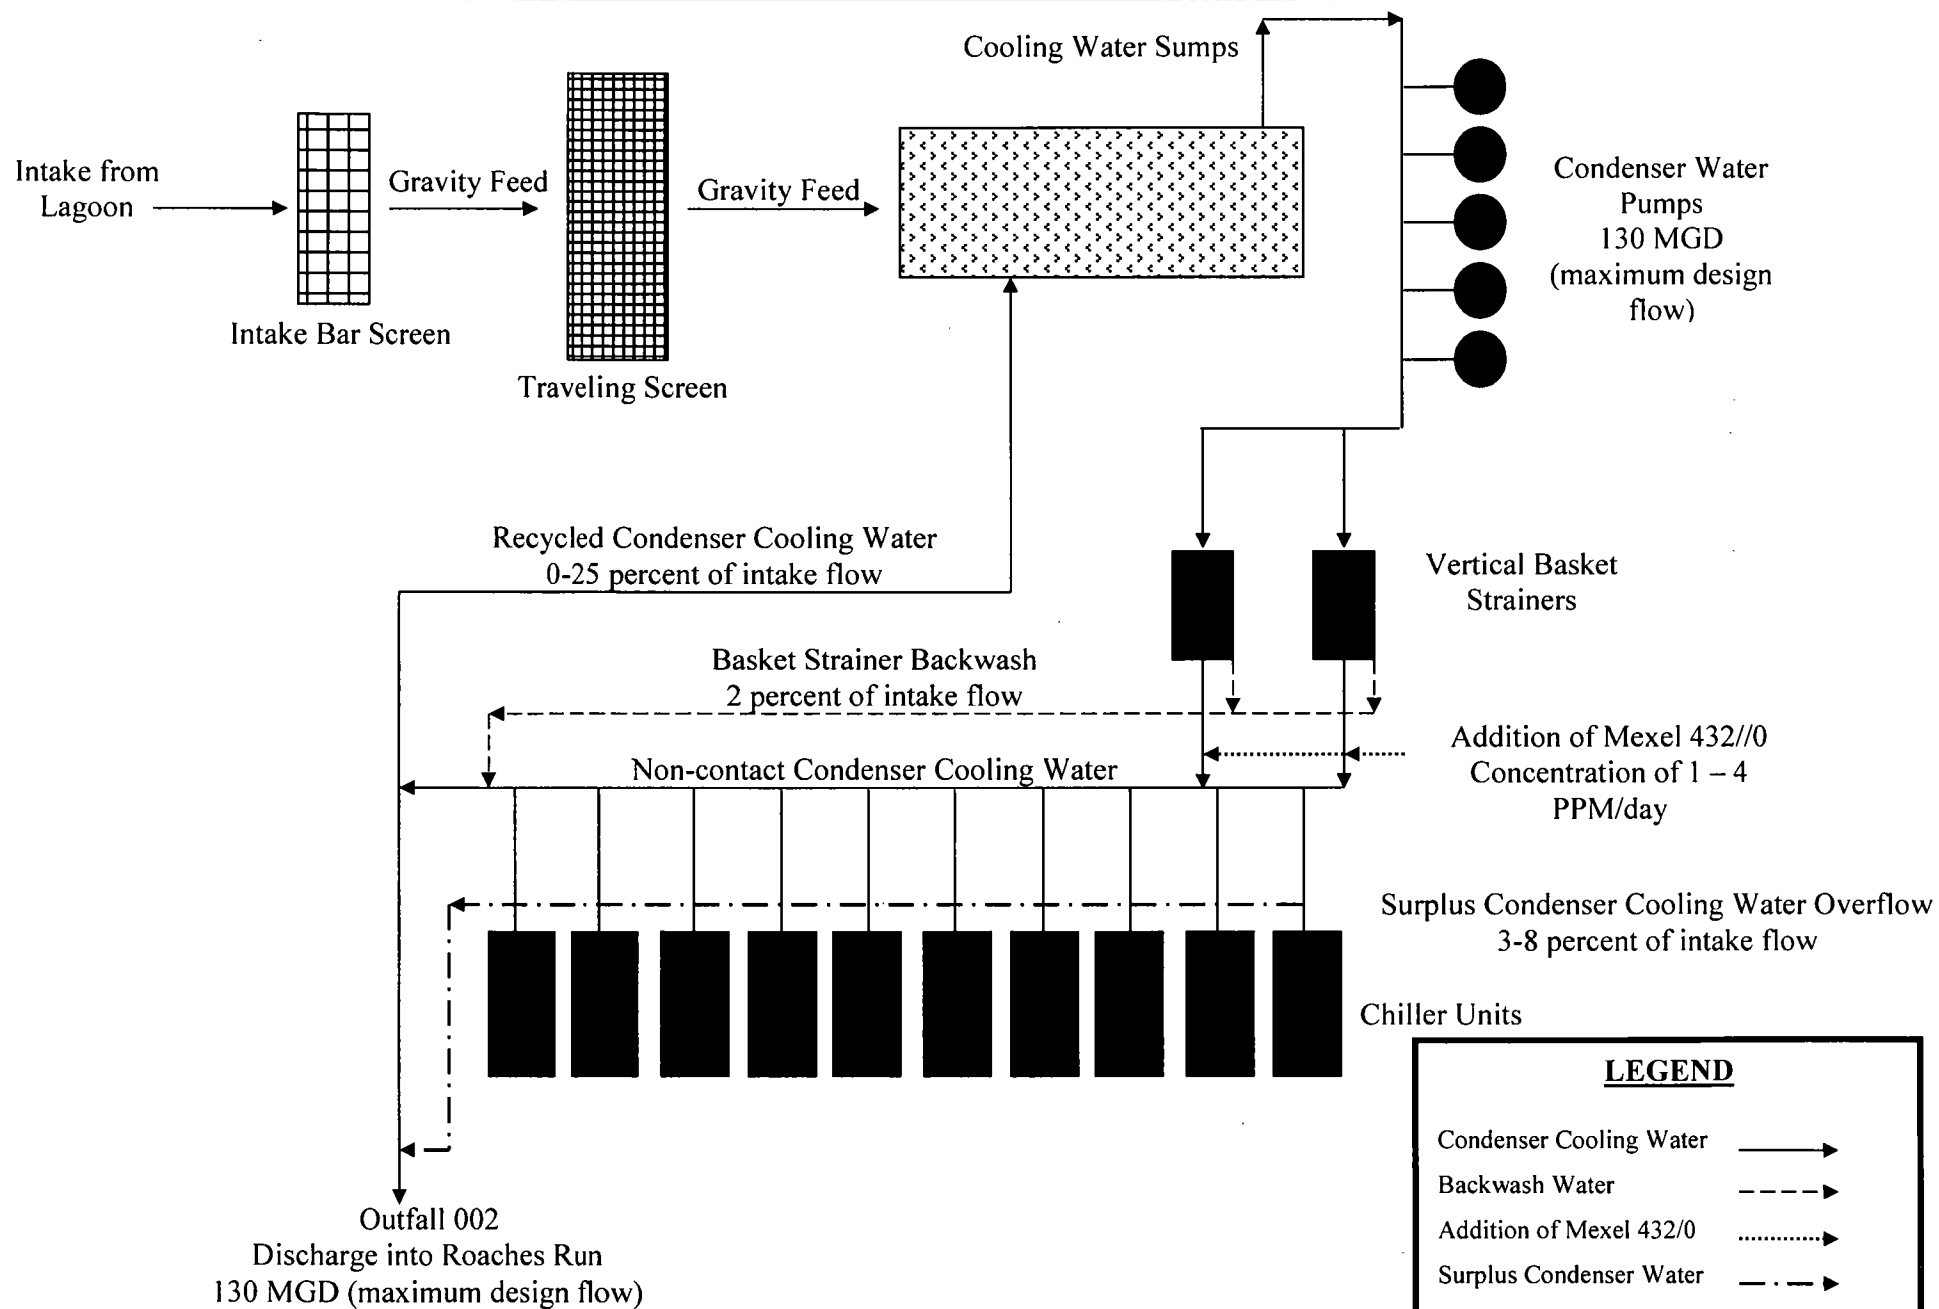 Cooling Water Sumps
Intake from
Lagoon
Gravity Feed
Gravity Feed
Intake Bar Screen
Traveling Screen
Condenser Water
Pumps
130 MGD
(maximum design
flow)
Recycled Condenser Cooling Water
0-25 percent of intake flow
Vertical Basket
Strainers
Basket Strainer Backwash
2 percent of intake flow
Addition of Mexel 432//0
Concentration of 1 – 4
PPM/day
Non-contact Condenser Cooling Water
Surplus Condenser Cooling Water Overflow
3-8 percent of intake flow
Chiller Units
LEGEND
Condenser Cooling Water
Backwash Water
Addition of Mexel 432/0
Surplus Condenser Water
Outfall 002
Discharge into Roaches Run
130 MGD (maximum design flow)